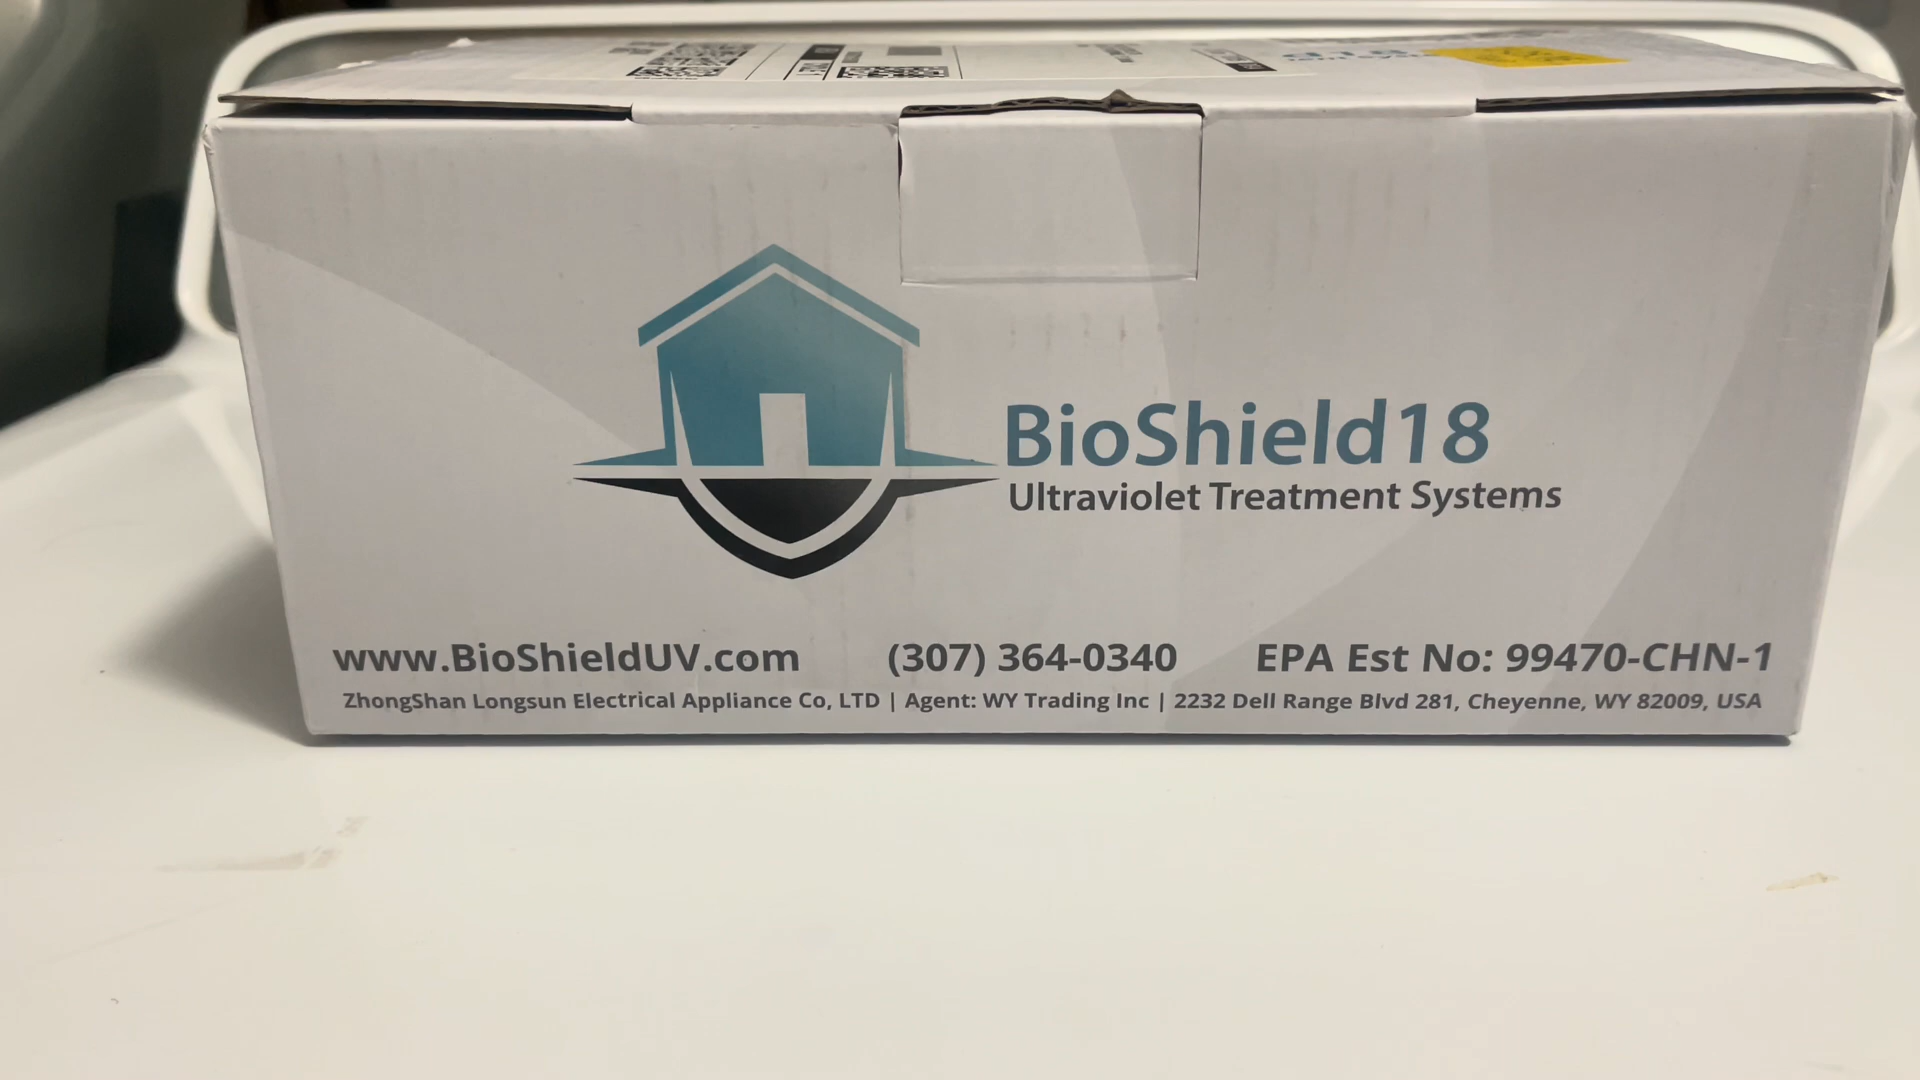 BioShield18
Ultraviolet Treatment Systems
www.BioShieldUV.com (307) 364-0340 EPA Est No: 99470-CHN-1
ZhongShan Longsun Electrical Appliance Co, LTD | Agent: WY Trading Inc | 2232 Dell Range Blvd 281, Cheyenne, WY 82009, USA